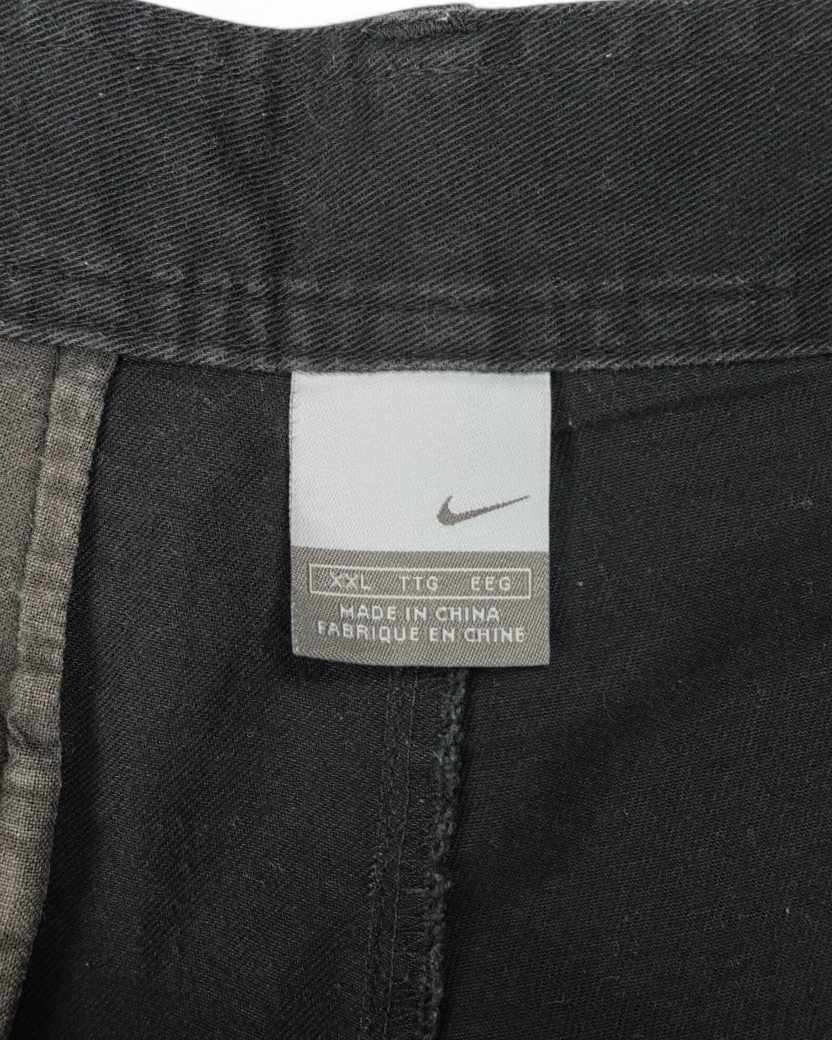 XXL TTG EEG
MADE IN CHINA
FABRIQUE EN CHINE